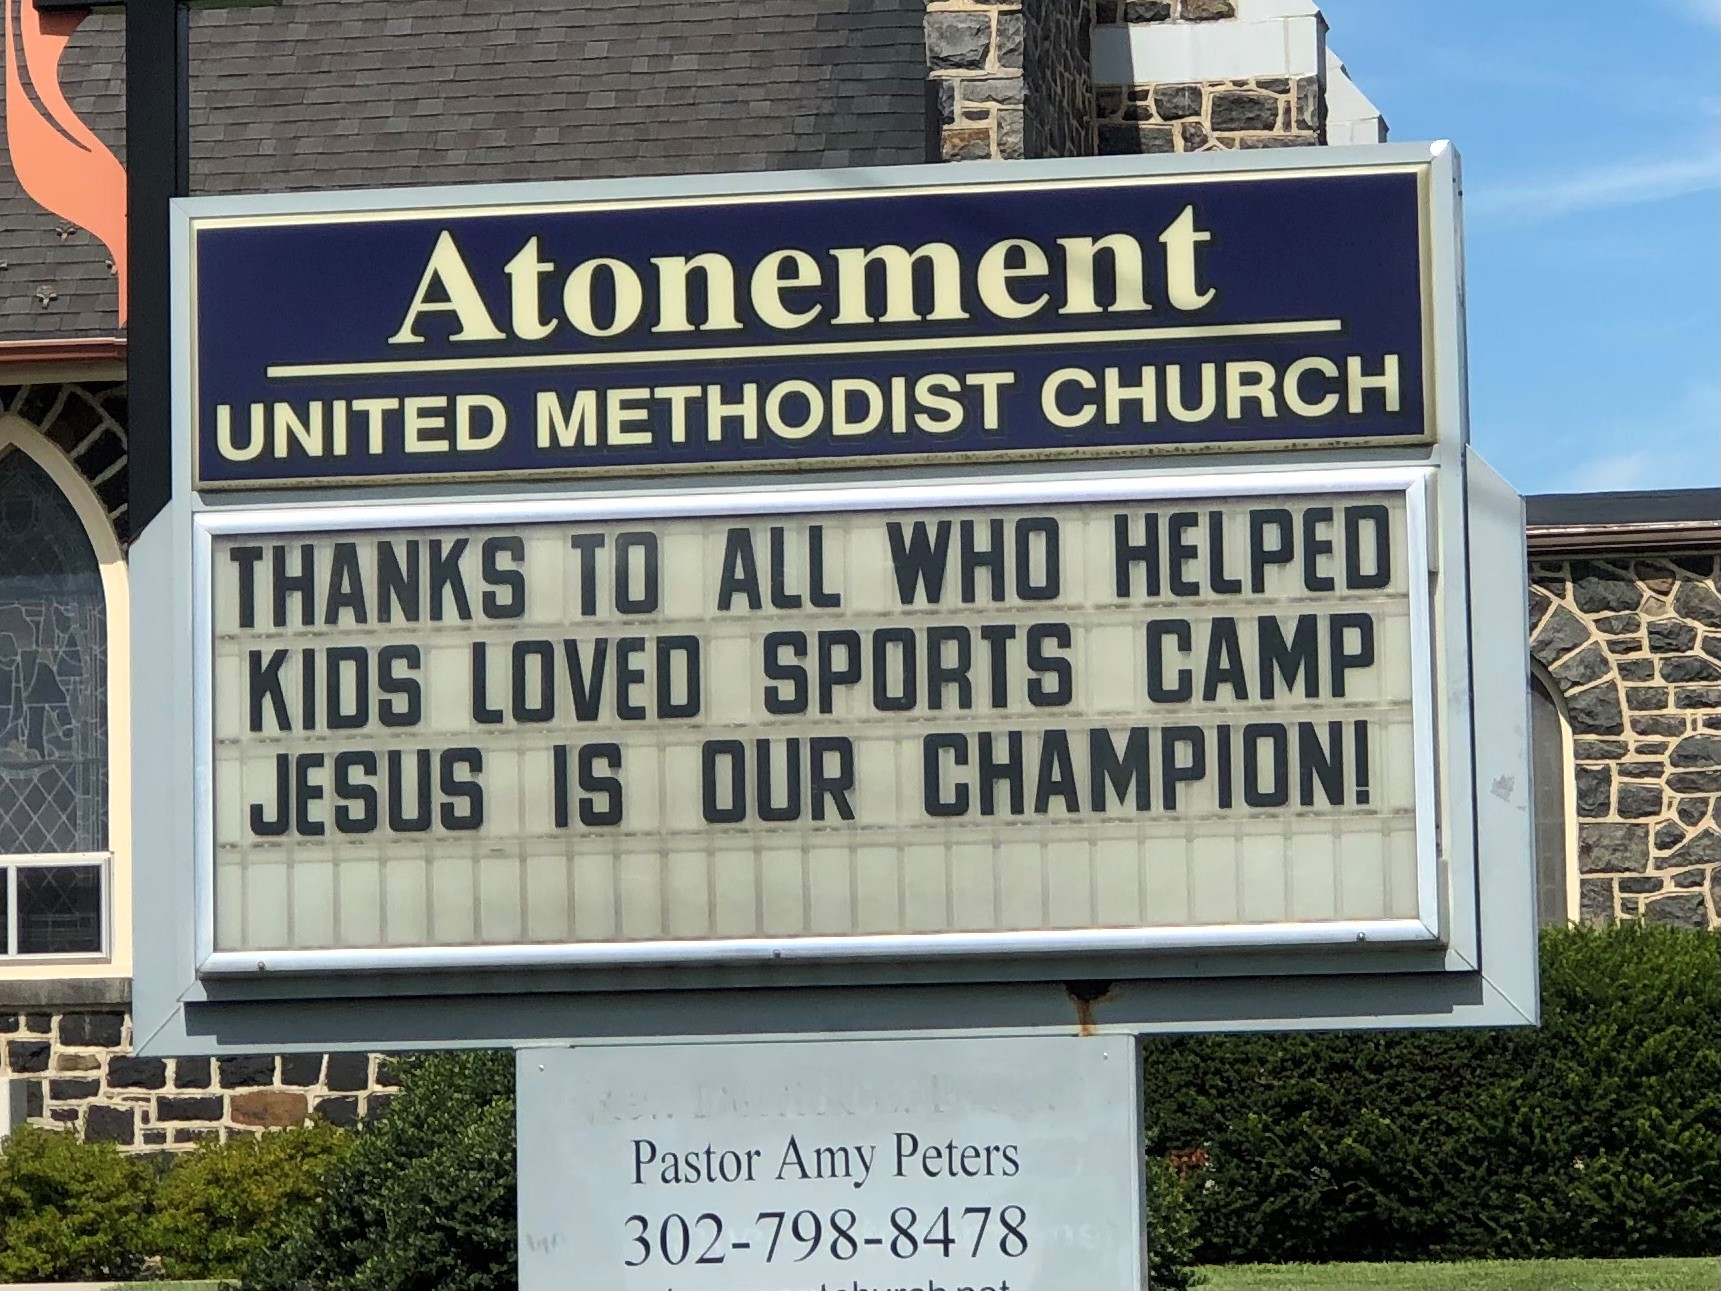 Atonement
UNITED METHODIST CHURCH
THANKS TO ALL WHO HELPED
KIDS LOVED SPORTS CAMP
JESUS IS OUR CHAMPION!
Pastor Amy Peters
302-798-8478